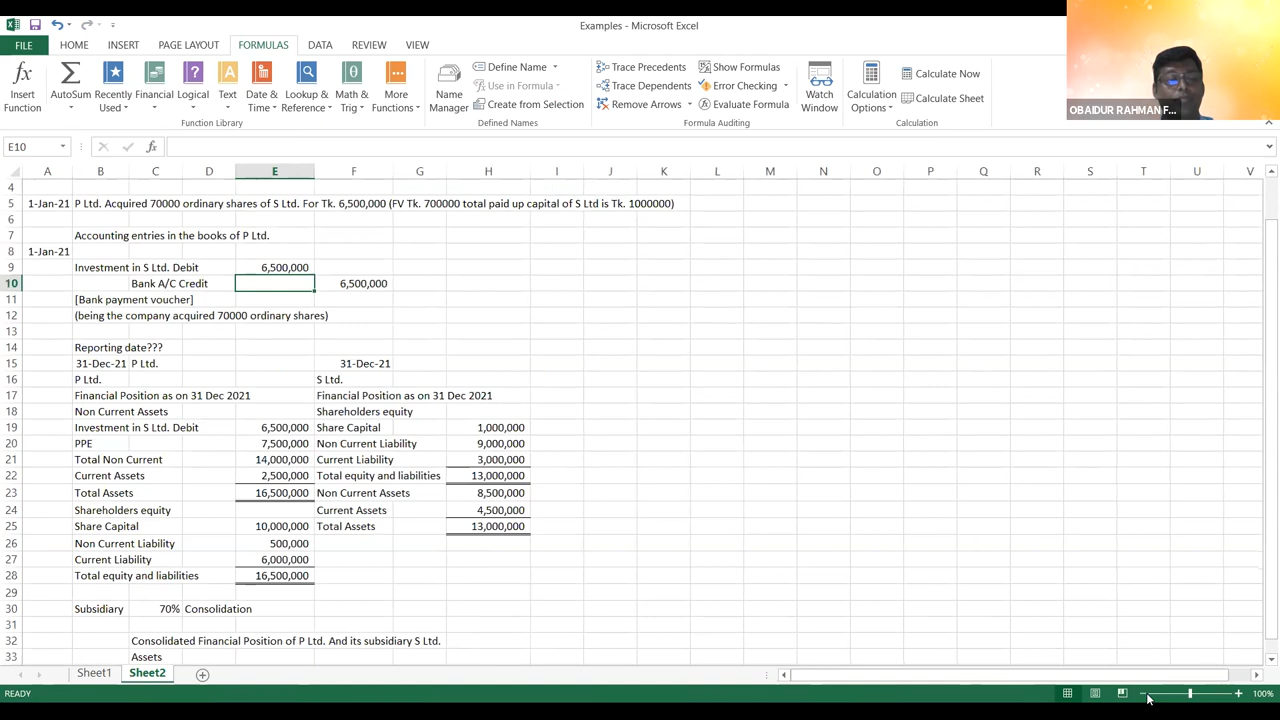 Examples - Microsoft Excel
FILE HOME INSERT PAGE LAYOUT FORMULAS DATA REVIEW VIEW
Insert Function
AutoSum
Recently Used
Financial
Logical
Text
Date & Time
Lookup & Reference
Math & Trig
More Functions
Function Library
Name Manager
Define Name
Use in Formula
Create from Selection
Defined Names
Trace Precedents
Trace Dependents
Remove Arrows
Show Formulas
Error Checking
Evaluate Formula
Formula Auditing
Watch Window
Calculation Options
Calculate Now
Calculate Sheet
Calculation
OBAIDUR RAHMAN F...
E10
fx
A B C D E F G H I J K L M N O P Q R S T U V
4
5 1-Jan-21 P Ltd. Acquired 70000 ordinary shares of S Ltd. For Tk. 6,500,000 (FV Tk. 700000 total paid up capital of S Ltd is Tk. 1000000)
6
7 Accounting entries in the books of P Ltd.
8 1-Jan-21
9 Investment in S Ltd. Debit 6,500,000
10 Bank A/C Credit 6,500,000
11 [Bank payment voucher]
12 (being the company acquired 70000 ordinary shares)
13
14 Reporting date???
15 31-Dec-21 P Ltd. 31-Dec-21
16 P Ltd. S Ltd.
17 Financial Position as on 31 Dec 2021 Financial Position as on 31 Dec 2021
18 Non Current Assets Shareholders equity
19 Investment in S Ltd. Debit 6,500,000 Share Capital 1,000,000
20 PPE 7,500,000 Non Current Liability 9,000,000
21 Total Non Current 14,000,000 Current Liability 3,000,000
22 Current Assets 2,500,000 Total equity and liabilities 13,000,000
23 Total Assets 16,500,000 Non Current Assets 8,500,000
24 Shareholders equity Current Assets 4,500,000
25 Share Capital 10,000,000 Total Assets 13,000,000
26 Non Current Liability 500,000
27 Current Liability 6,000,000
28 Total equity and liabilities 16,500,000
29
30 Subsidiary 70% Consolidation
31
32 Consolidated Financial Position of P Ltd. And its subsidiary S Ltd.
33 Assets
Sheet1 Sheet2
READY 100%